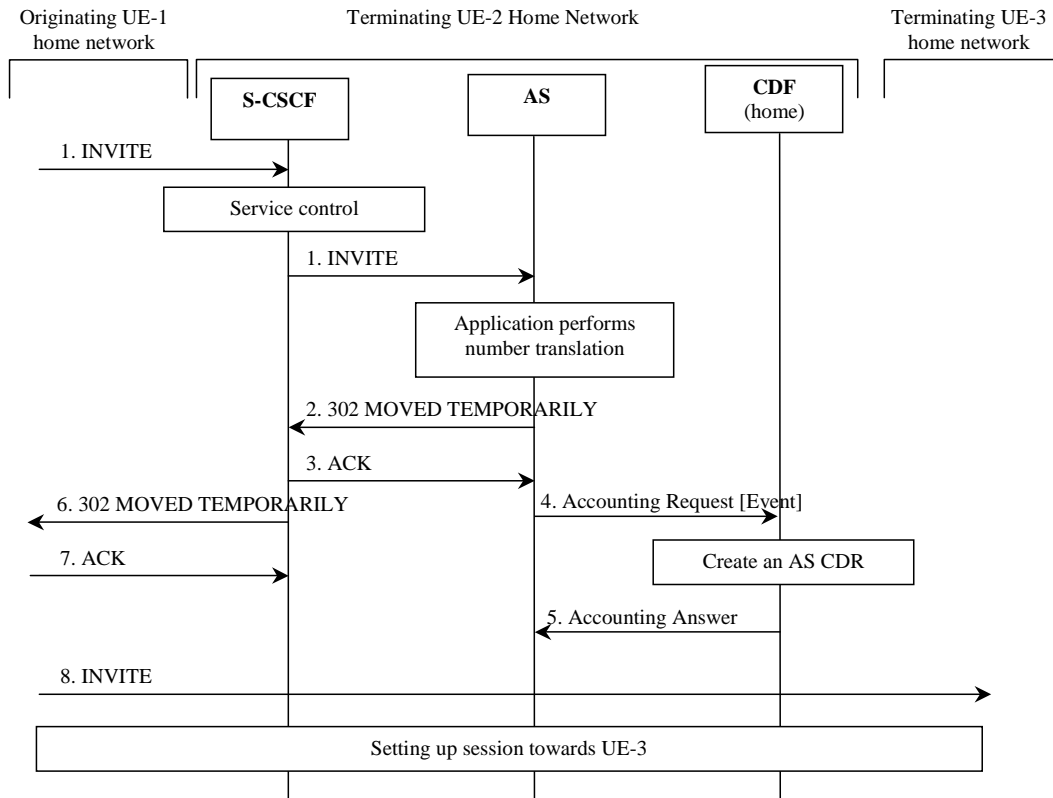 Originating UE-1
home network
Terminating UE-2 Home Network
Terminating UE-3
home network
S-CSCF
AS
CDF
(home)
1. INVITE
Service control
1. INVITE
Application performs
number translation
2. 302 MOVED TEMPORARILY
3. ACK
6. 302 MOVED TEMPORARILY
4. Accounting Request [Event]
7. ACK
Create an AS CDR
5. Accounting Answer
8. INVITE
Setting up session towards UE-3